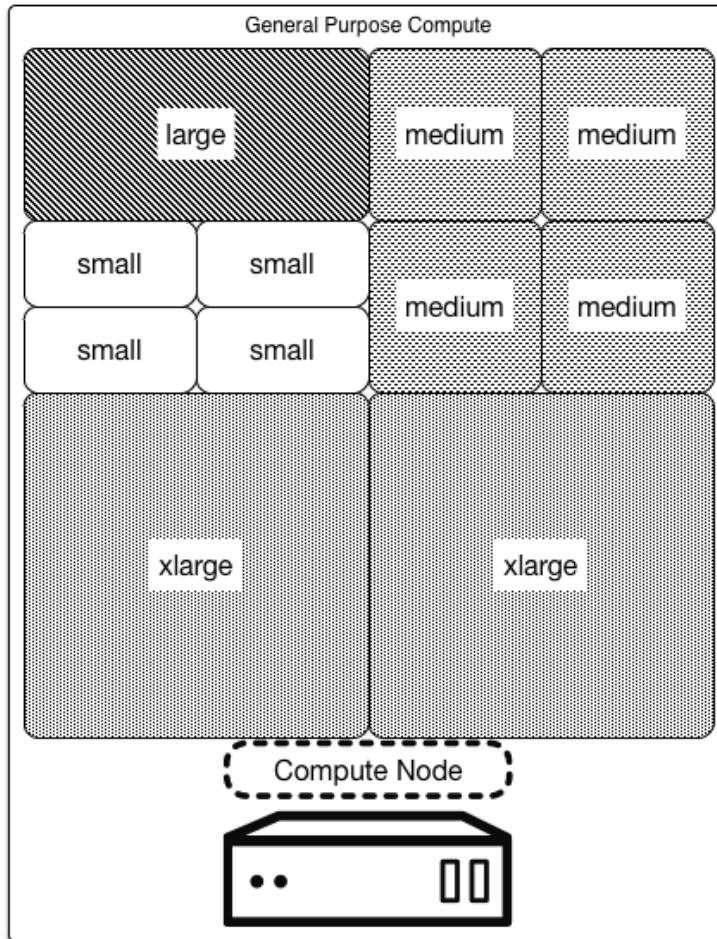 General Purpose Compute
large
medium
medium
small
small
medium
medium
small
small
xlarge
xlarge
Compute Node